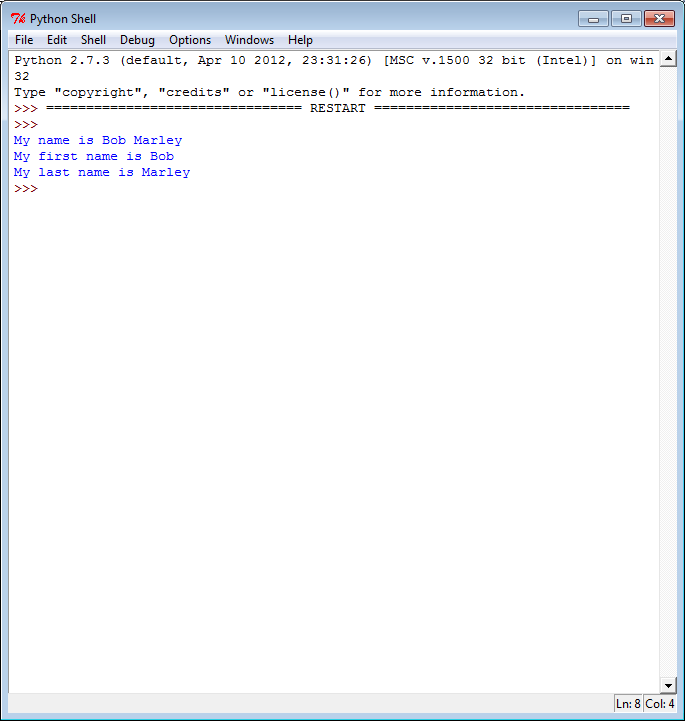 Python Shell
File Edit Shell Debug Options Windows Help
Python 2.7.3 (default, Apr 10 2012, 23:31:26) [MSC v.1500 32 bit (Intel)] on win
32
Type "copyright", "credits" or "license()" for more information.
>>> ================================ RESTART ================================
>>>
My name is Bob Marley
My first name is Bob
My last name is Marley
>>>
Ln: 8 Col: 4